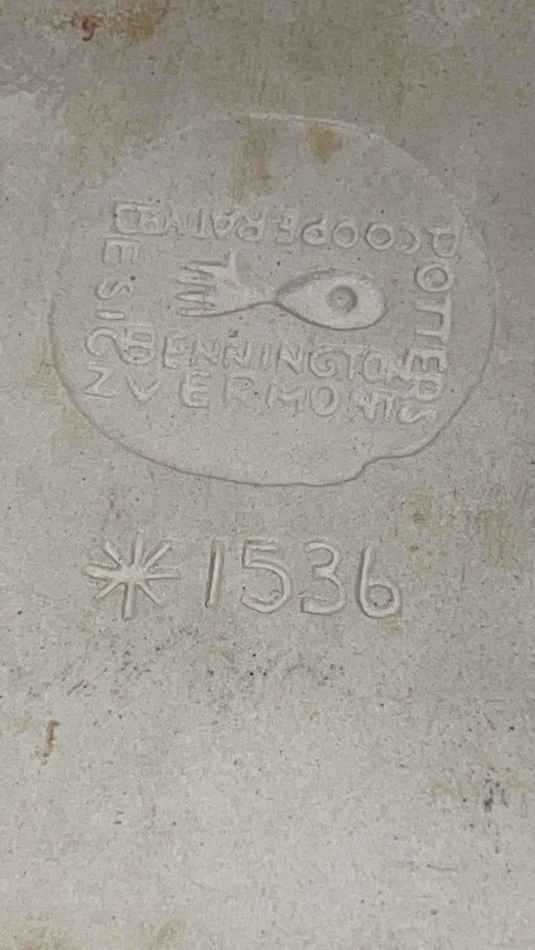 COOPERATIVE
DESIGN
BENNINGTON
POTTERS
VERMONT
*1536